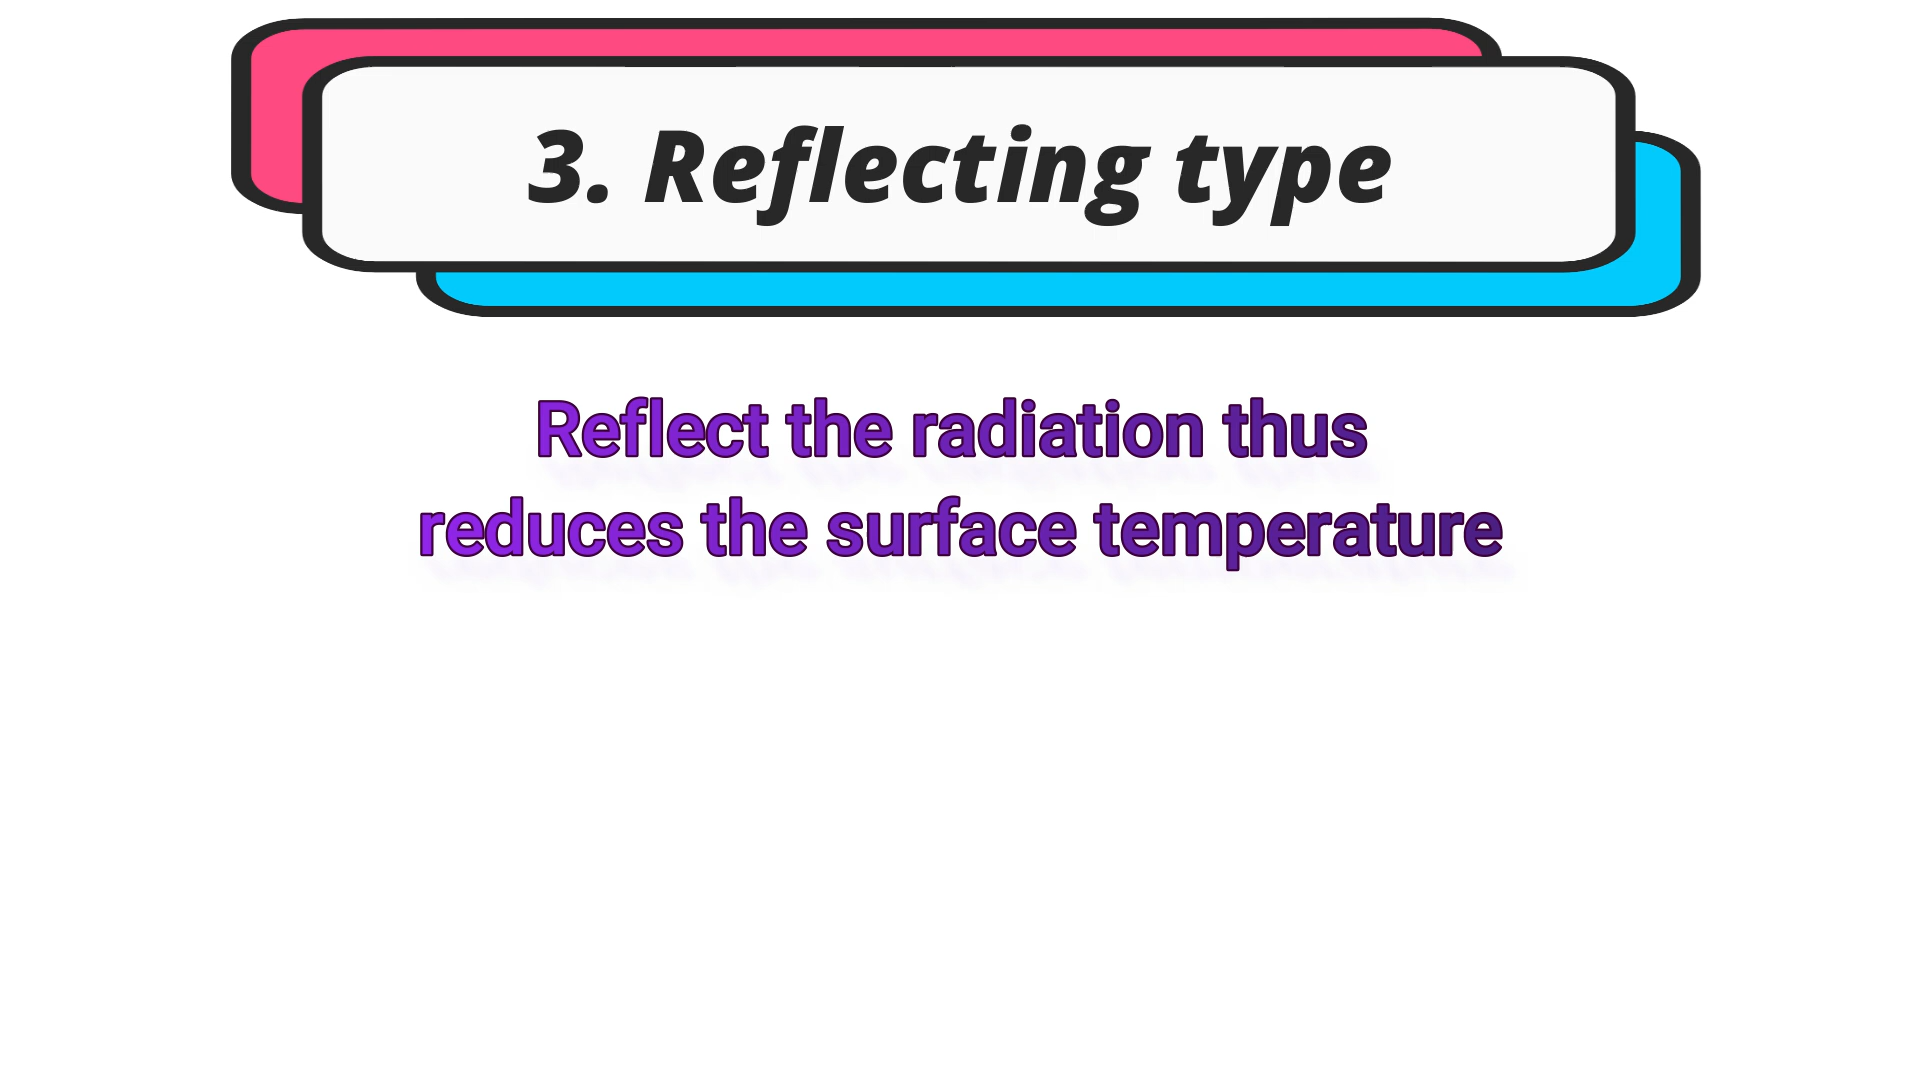 3. Reflecting type
Reflect the radiation thus
reduces the surface temperature